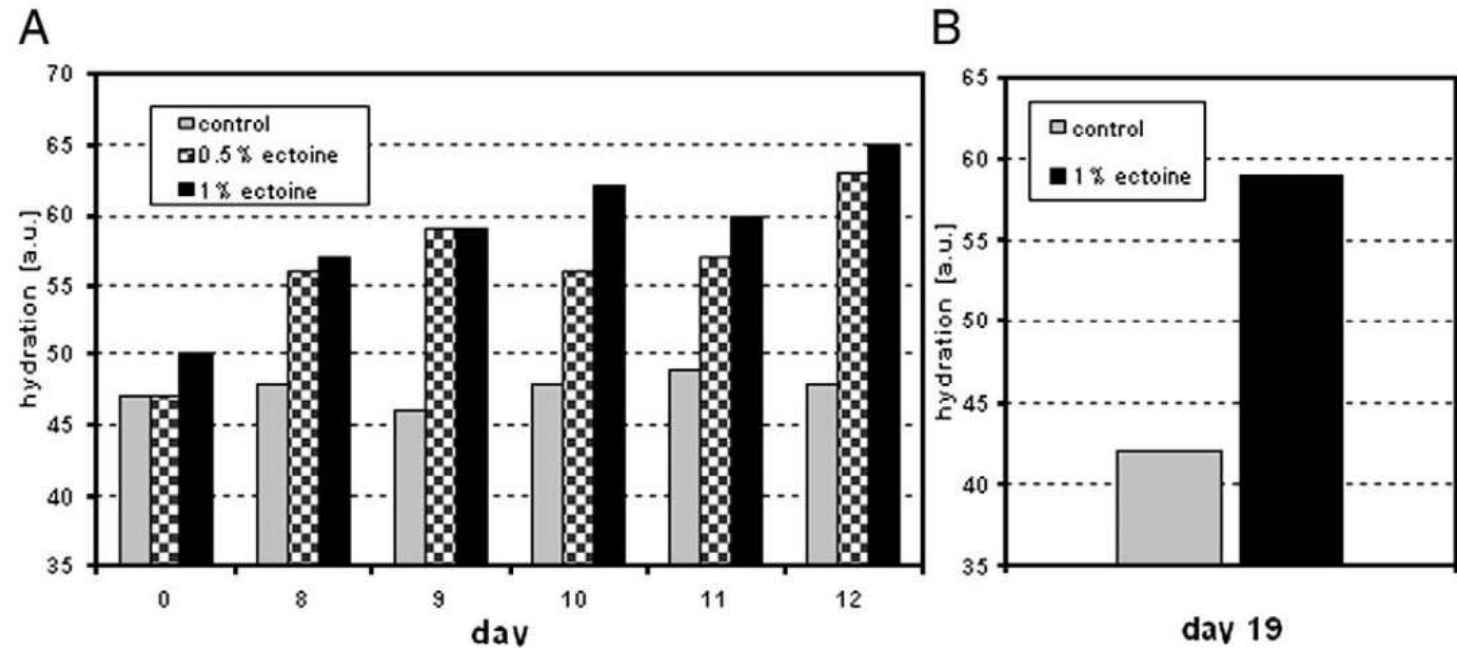 A
70
65
60
55
50
45
40
35
hydration [a.u.]
control
0.5% ectoine
1% ectoine
0 8 9 10 11 12
day
B
65
60
55
50
45
40
35
hydration [a.u.]
control
1% ectoine
day 19